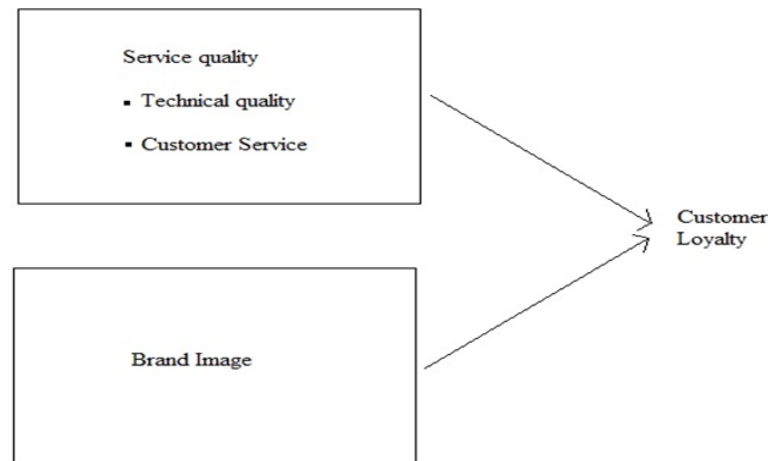 Service quality
▪ Technical quality
▪ Customer Service
Customer
Loyalty
Brand Image